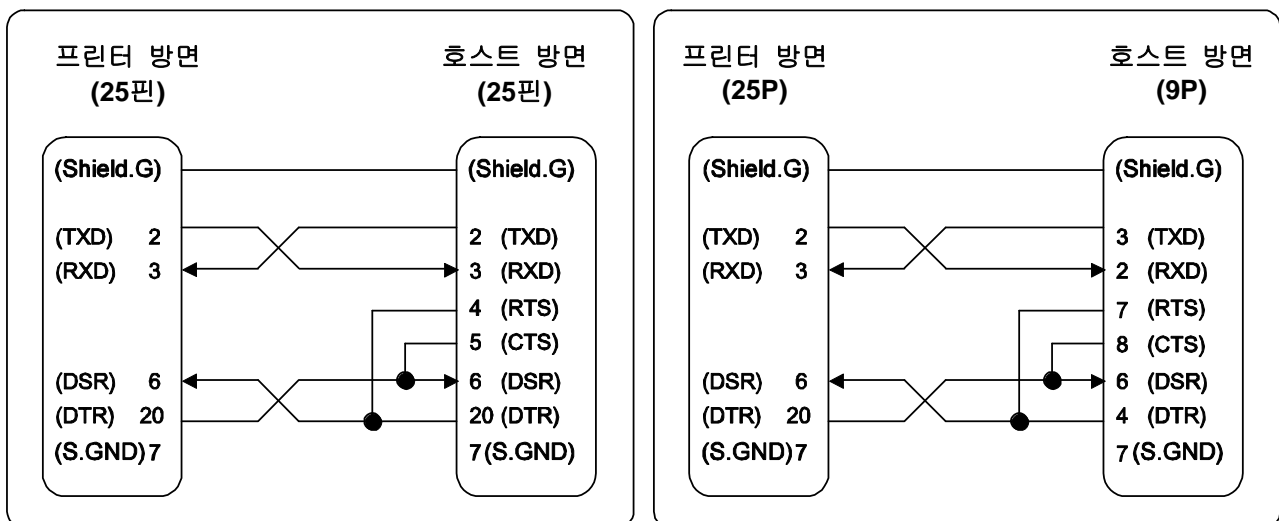 프린터 방면
(25핀)
호스트 방면
(25핀)
(Shield.G)
(Shield.G)
(TXD) 2
2 (TXD)
(RXD) 3
3 (RXD)
4 (RTS)
5 (CTS)
(DSR) 6
6 (DSR)
(DTR) 20
20 (DTR)
(S.GND) 7
7 (S.GND)
프린터 방면
(25P)
호스트 방면
(9P)
(Shield.G)
(Shield.G)
(TXD) 2
3 (TXD)
(RXD) 3
2 (RXD)
7 (RTS)
8 (CTS)
(DSR) 6
6 (DSR)
(DTR) 20
4 (DTR)
(S.GND) 7
7 (S.GND)